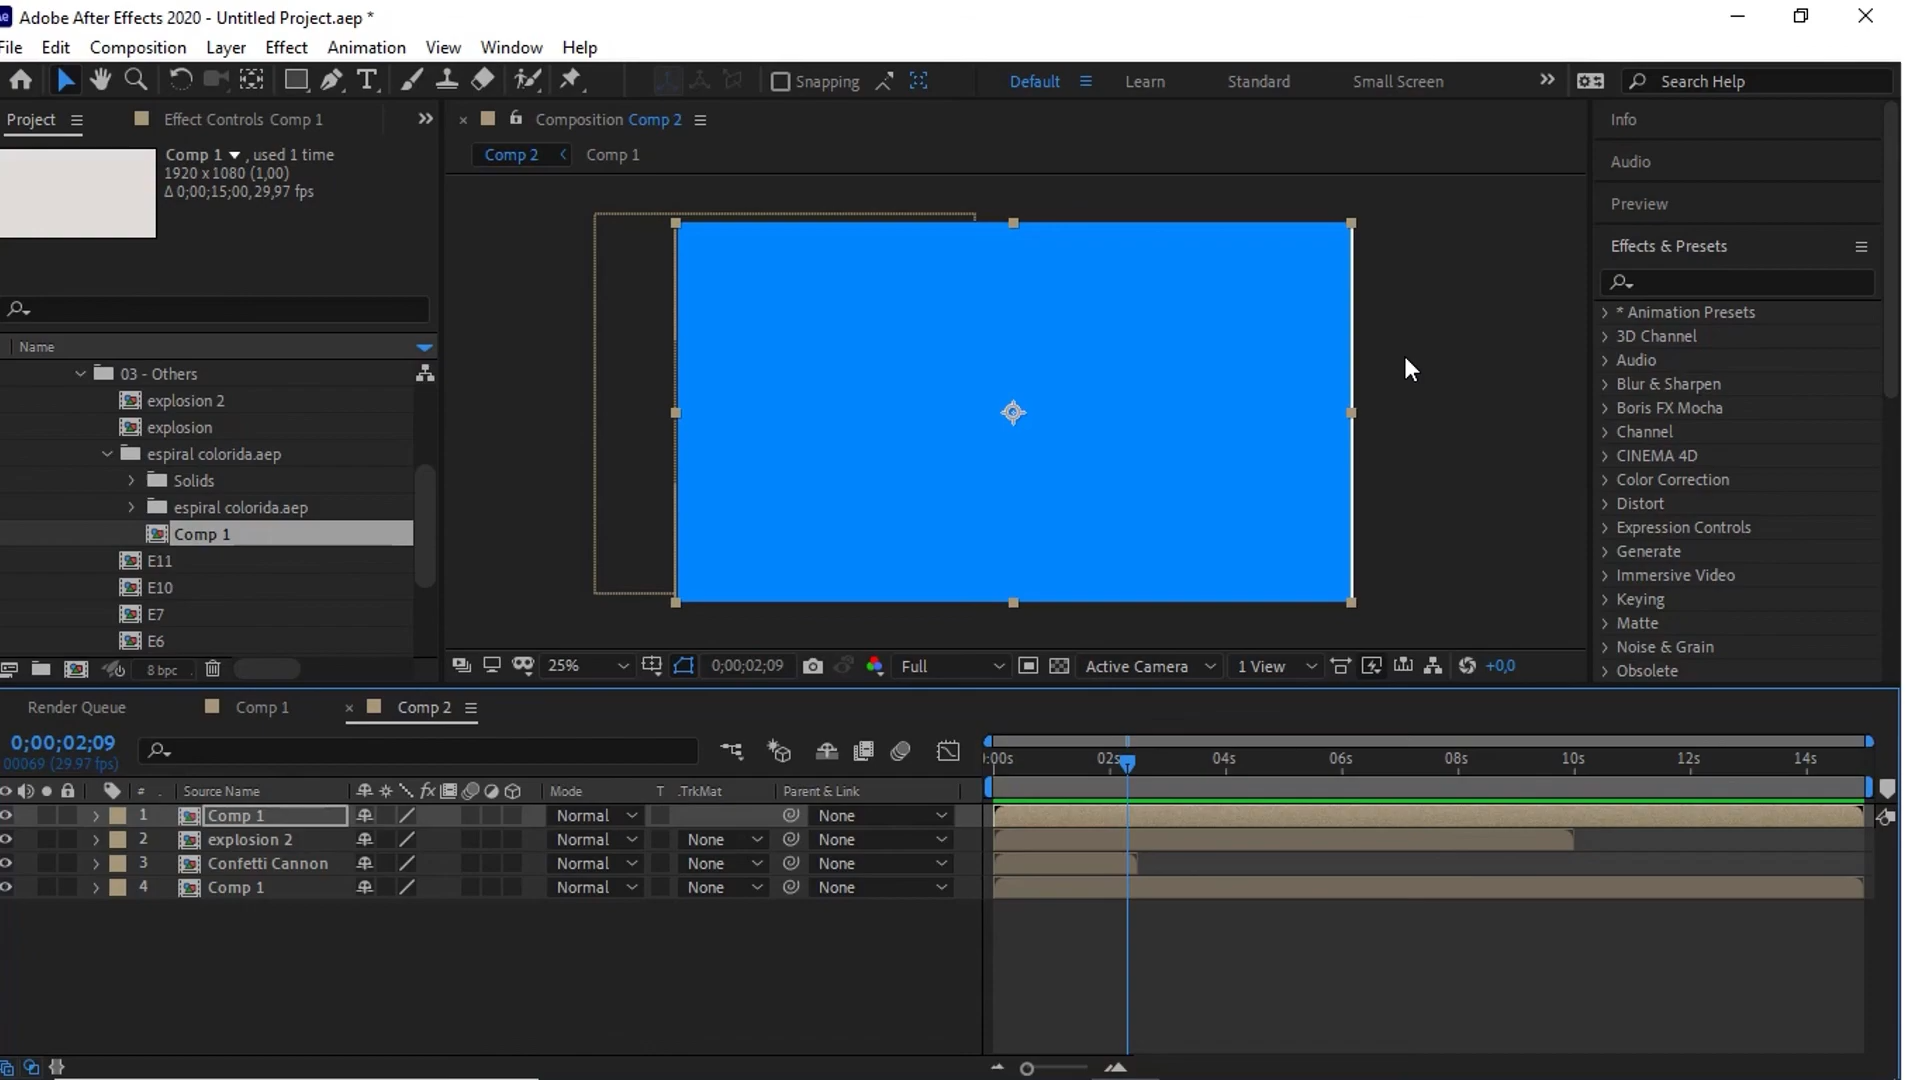 Adobe After Effects 2020 - Untitled Project.aep *
File Edit Composition Layer Effect Animation View Window Help
Snapping Default Learn Standard Small Screen Search Help
Project Effect Controls Comp 1 Composition Comp 2 Info
Comp 1 , used 1 time
1920 x 1080 (1,00)
Δ 0;00;15;00, 29,97 fps
Comp 2 Comp 1
Audio
Preview
Effects & Presets
Name
03 - Others
explosion 2
explosion
espiral colorida.aep
Solids
espiral colorida.aep
Comp 1
E11
E10
E7
E6
8 bpc
* Animation Presets
3D Channel
Audio
Blur & Sharpen
Boris FX Mocha
Channel
CINEMA 4D
Color Correction
Distort
Expression Controls
Generate
Immersive Video
Keying
Matte
Noise & Grain
Obsolete
25% 0;00;02;09 Full Active Camera 1 View +0,0
Render Queue Comp 1 Comp 2
0;00;02;09
00069 (29.97 fps)
:00s 02s 04s 06s 08s 10s 12s 14s
# Source Name fx Mode T .TrkMat Parent & Link
1 Comp 1 Normal None
2 explosion 2 Normal None None
3 Confetti Cannon Normal None None
4 Comp 1 Normal None None